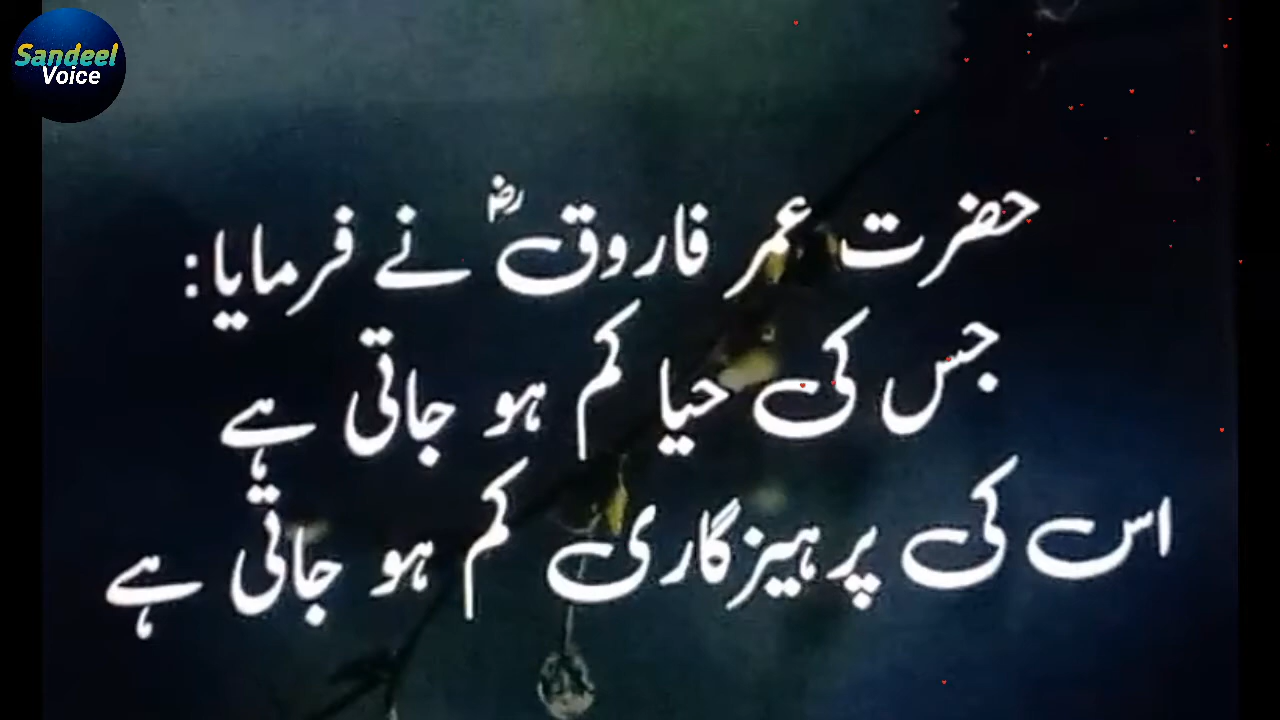 Sandeel
Voice
حضرت عمر فاروقؓ نے فرمایا:
جس کی حیا کم ہو جاتی ہے
اس کی پرہیزگاری کم ہو جاتی ہے